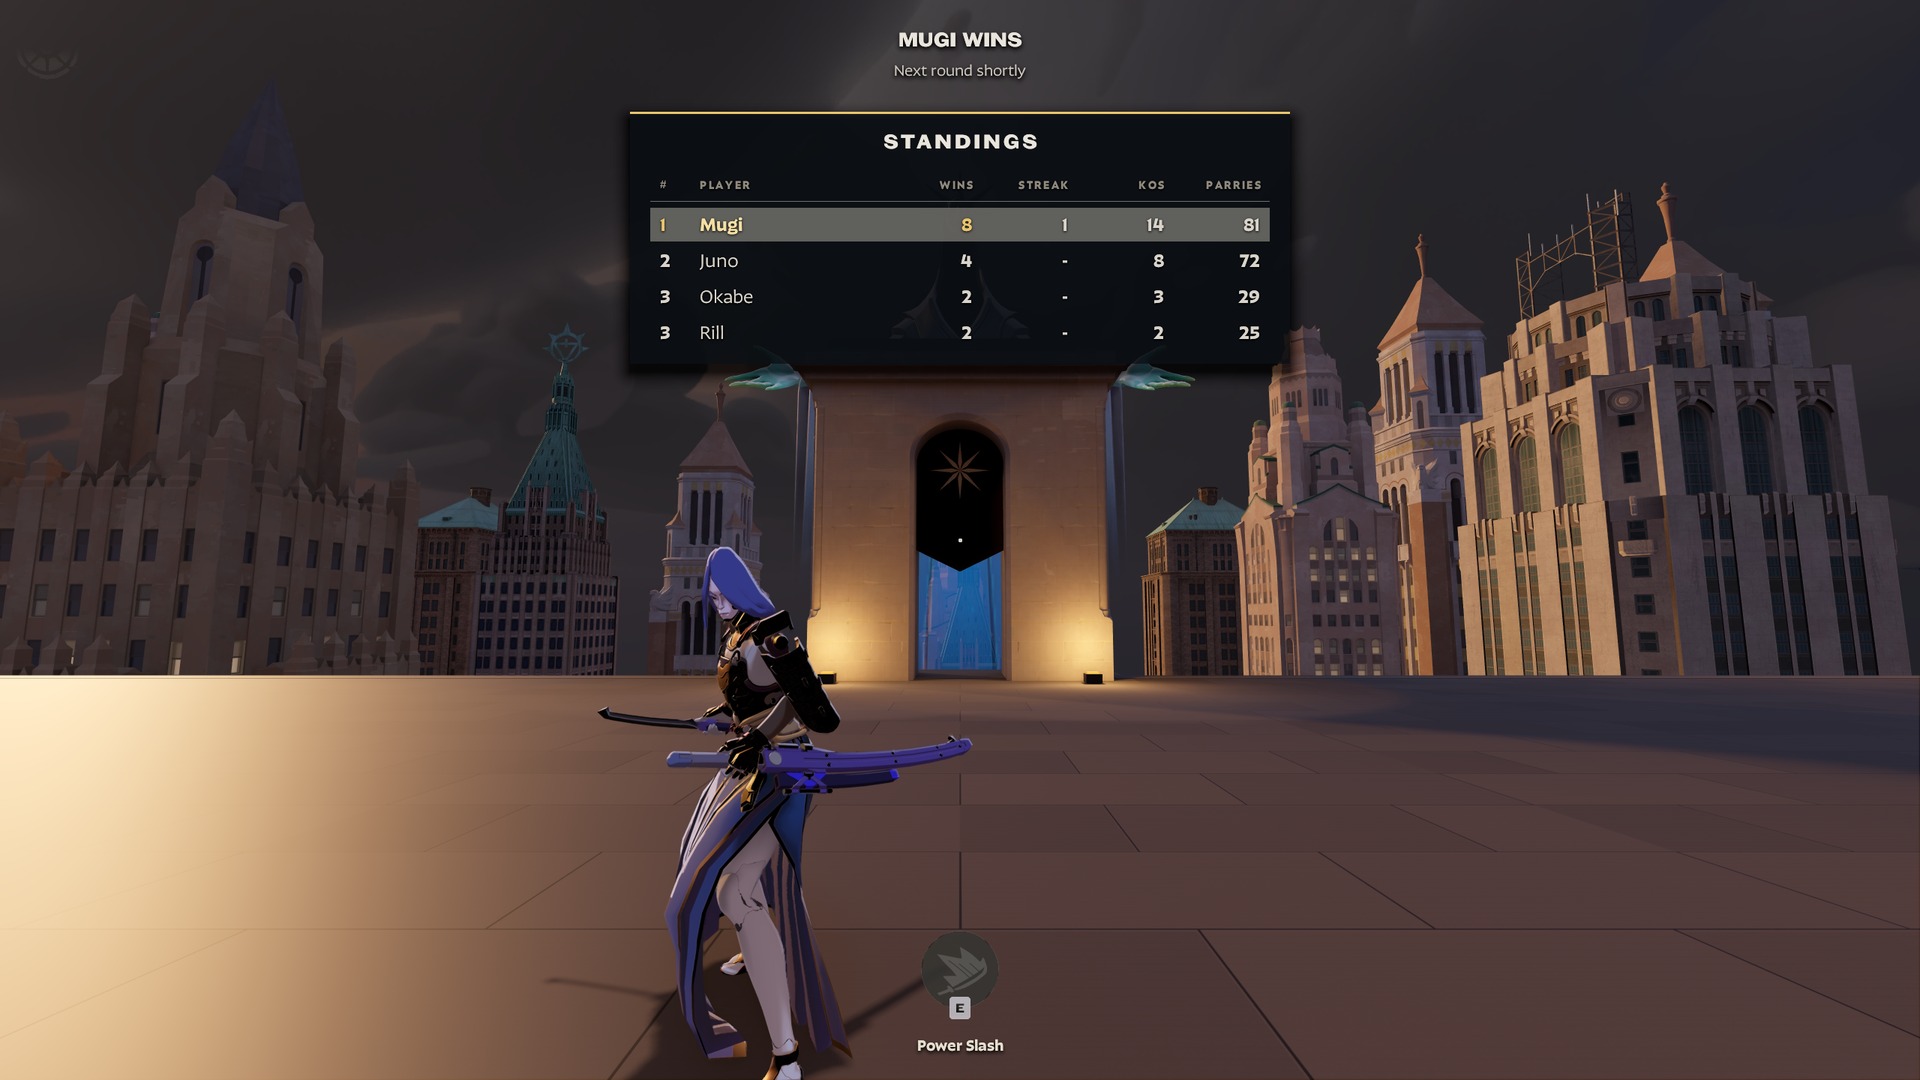 MUGI WINS
Next round shortly
STANDINGS
# PLAYER WINS STREAK KOS PARRIES
1 Mugi 8 1 14 81
2 Juno 4 - 8 72
3 Okabe 2 - 3 29
3 Rill 2 - 2 25
E
Power Slash